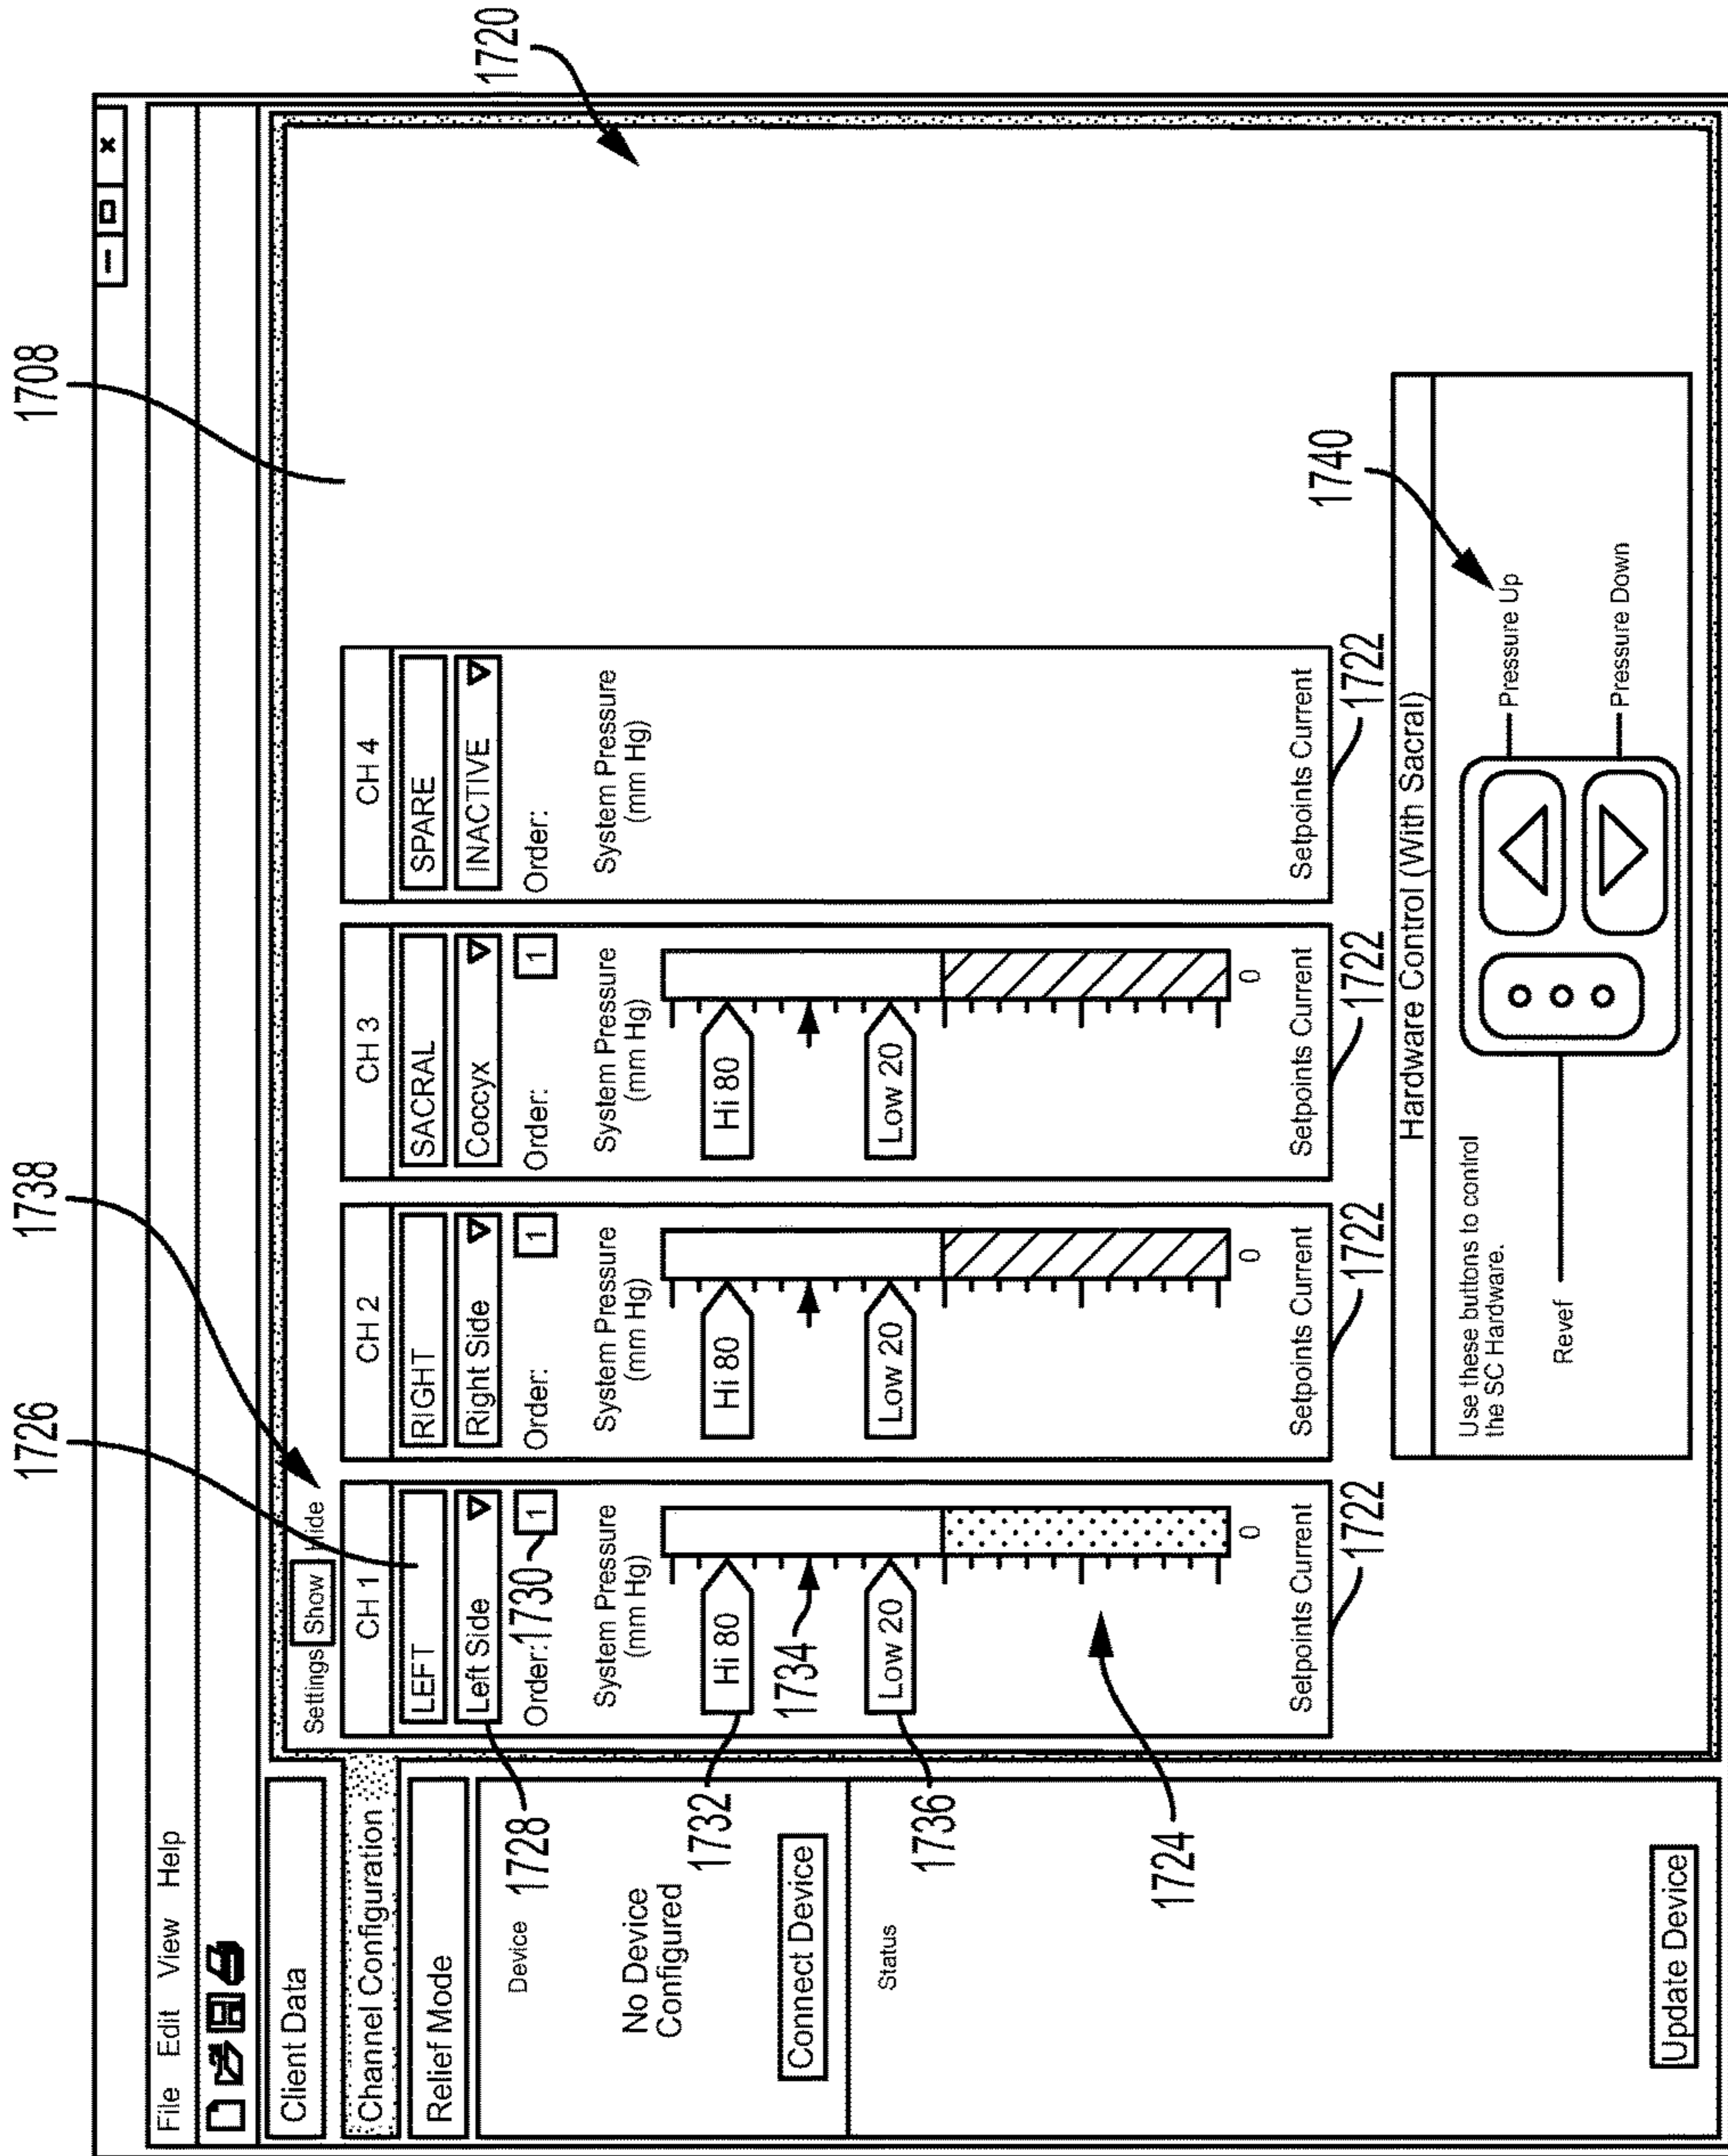 1708
1738
1726
1720
File Edit View Help
Client Data
Channel Configuration
Relief Mode
Device
No Device
Configured
Connect Device
Status
Update Device
Settings Show Hide
CH 1
LEFT
Left Side
Order:
1
System Pressure
(mm Hg)
Hi 80
Low 20
0
Setpoints Current
CH 2
RIGHT
Right Side
Order:
1
System Pressure
(mm Hg)
Hi 80
Low 20
0
Setpoints Current
CH 3
SACRAL
Coccyx
Order:
1
System Pressure
(mm Hg)
Hi 80
Low 20
0
Setpoints Current
CH 4
SPARE
INACTIVE
Order:
System Pressure
(mm Hg)
Setpoints Current
1728
1730
1732
1734
1736
1724
1722
1722
1722
1722
1740
Hardware Control (With Sacral)
Use these buttons to control
the SC Hardware.
Revef
Pressure Up
Pressure Down